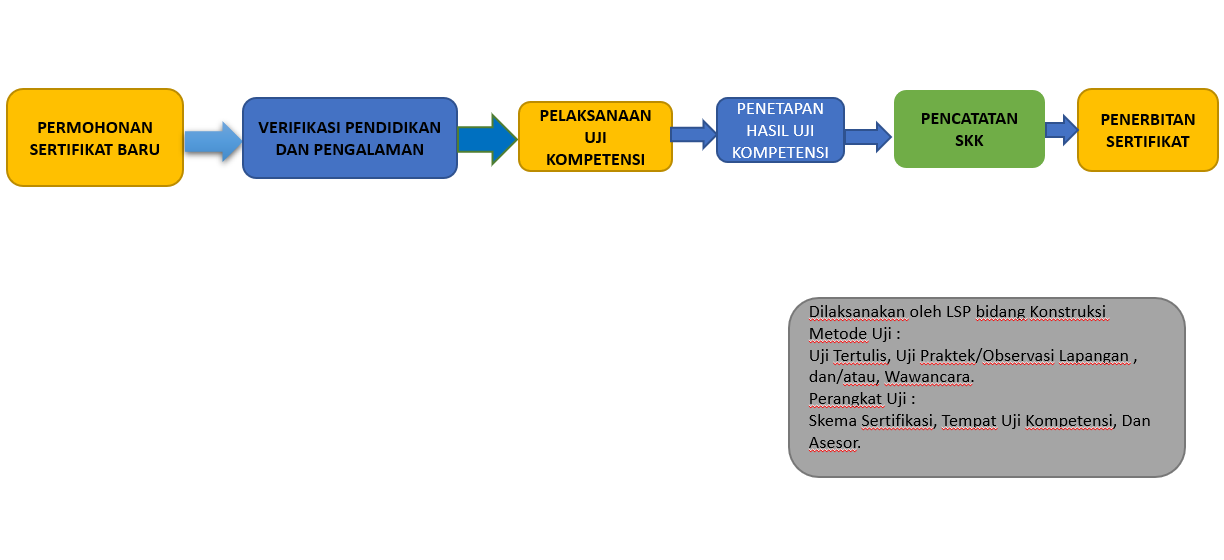 PERMOHONAN
SERTIFIKAT BARU
VERIFIKASI PENDIDIKAN
DAN PENGALAMAN
PELAKSANAAN
UJI
KOMPETENSI
PENETAPAN
HASIL UJI
KOMPETENSI
PENCATATAN
SKK
PENERBITAN
SERTIFIKAT
Dilaksanakan oleh LSP bidang Konstruksi
Metode Uji :
Uji Tertulis, Uji Praktek/Observasi Lapangan ,
dan/atau, Wawancara.
Perangkat Uji :
Skema Sertifikasi, Tempat Uji Kompetensi, Dan
Asesor.